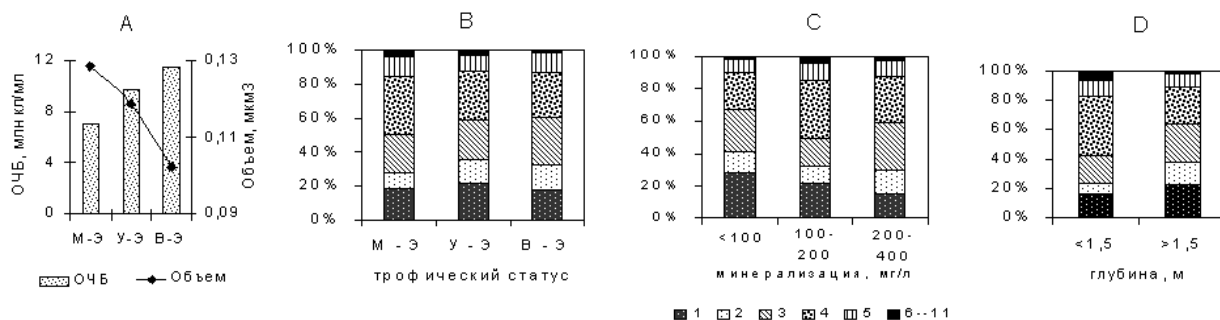 A
12
8
4
0
ОЧБ, млн кл/мл
0,13
0,11
0,09
Объем, мкм3
М-Э У-Э В-Э
ОЧБ Объем
B
100%
80%
60%
40%
20%
0%
М - Э У - Э В - Э
трофический статус
C
100%
80%
60%
40%
20%
0%
<100 100-200 200-400
минерализация, мг/л
1 2 3 4 5 6--11
D
100%
80%
60%
40%
20%
0%
<1,5 >1,5
глубина, м